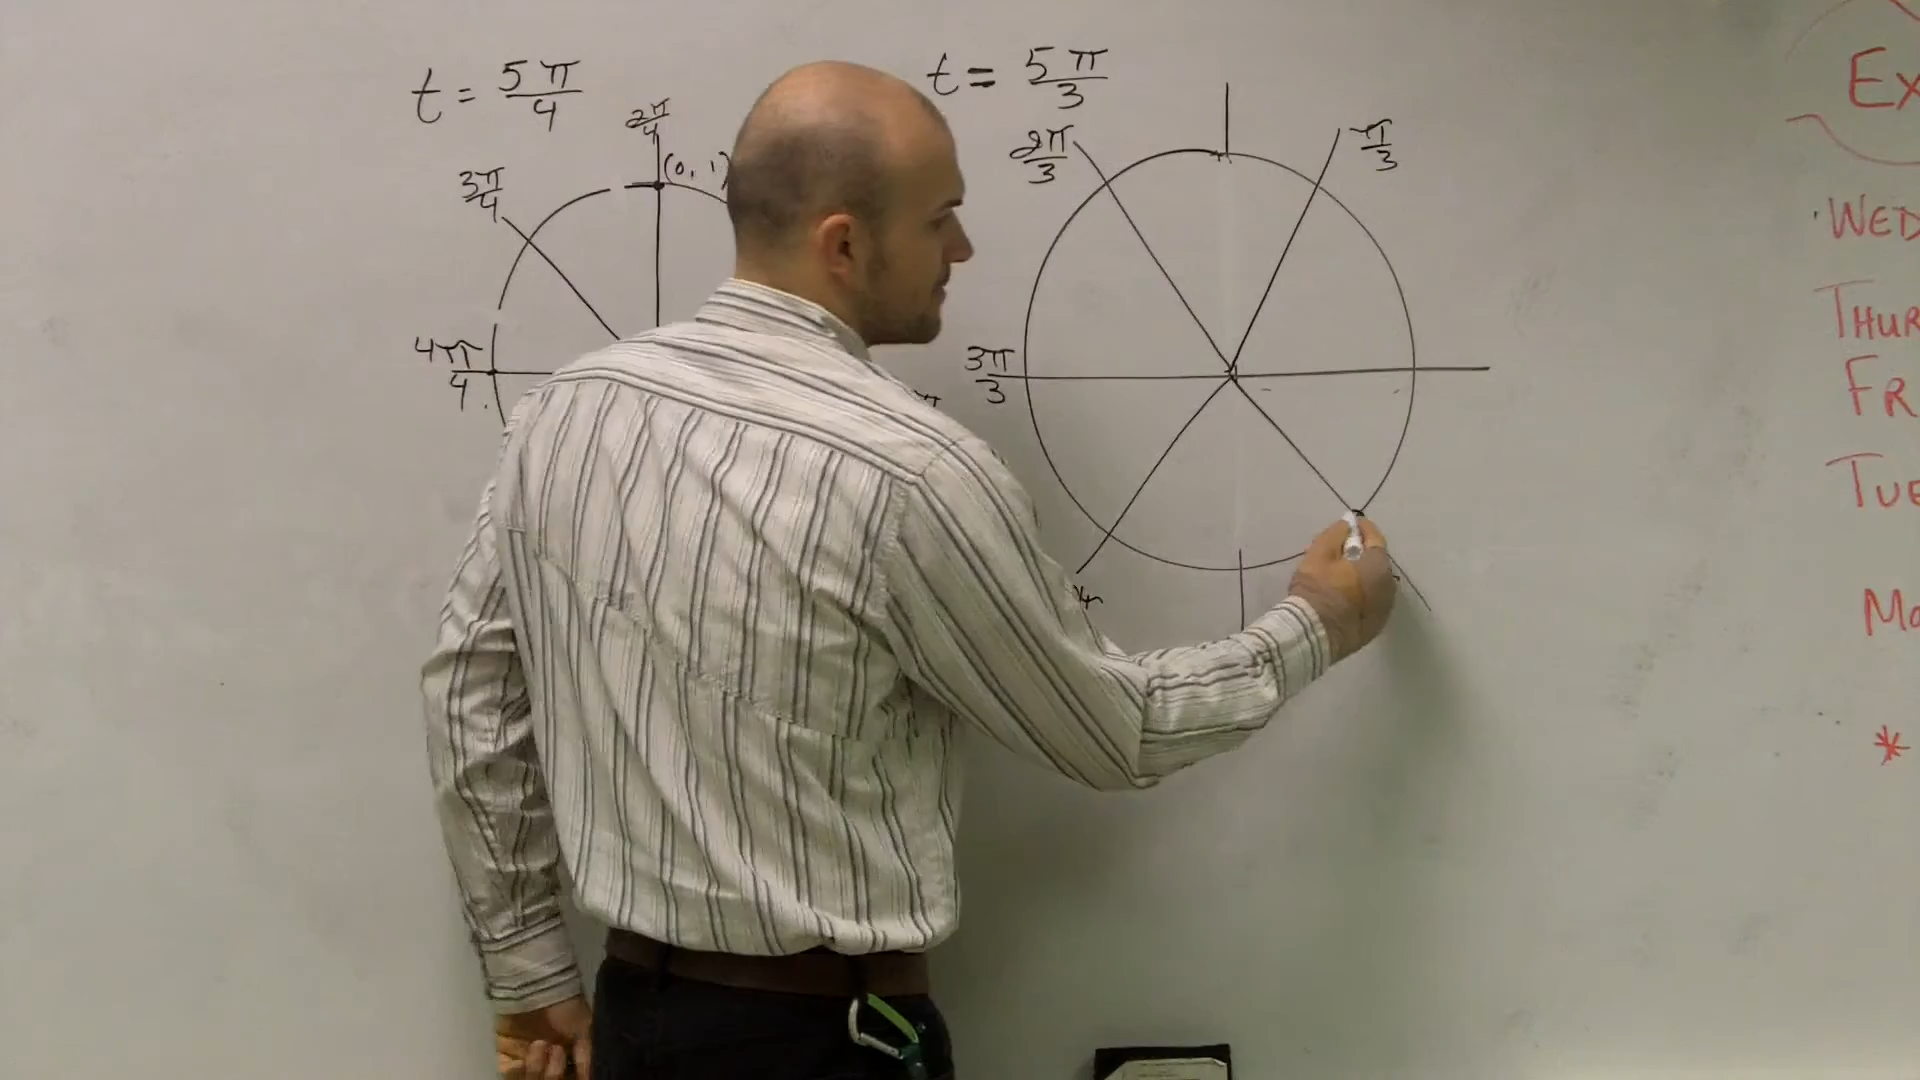 t = 5π/4
2π/4
(0, 1)
3π/4
4π/4
t = 5π/3
2π/3
π/3
3π/3
π
4π
Ex
WED
THUR
FR
TUE
Mo
*